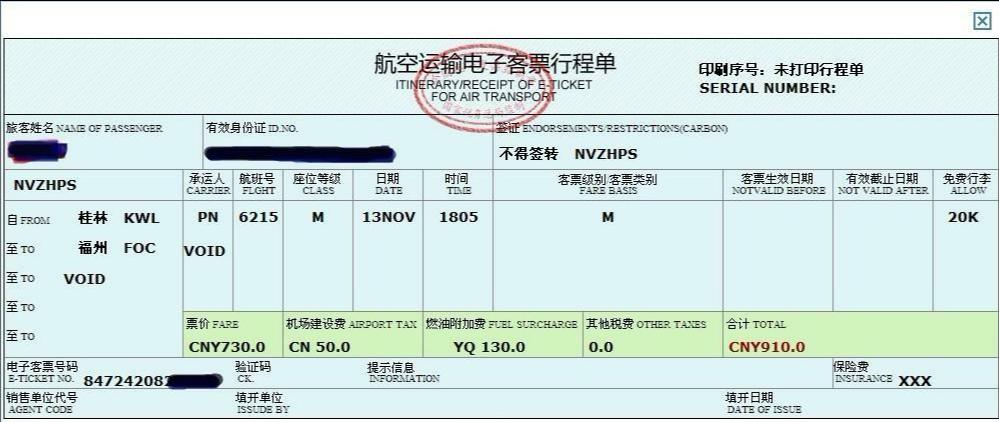 航空运输电子客票行程单
ITINERARY/RECEIPT OF E-TICKET
FOR AIR TRANSPORT
印刷序号：未打印行程单
SERIAL NUMBER:
旅客姓名 NAME OF PASSENGER 有效身份证 ID.NO. 签证 ENDORSEMENTS/RESTRICTIONS(CARBON)
不得签转 NVZHPS
NVZHPS 承运人 CARRIER 航班号 FLGHT 座位等级 CLASS 日期 DATE 时间 TIME 客票级别/客票类别 FARE BASIS 客票生效日期 NOTVALID BEFORE 有效截止日期 NOT VALID AFTER 免费行李 ALLOW
自 FROM 桂林 KWL PN 6215 M 13NOV 1805 M 20K
至 TO 福州 FOC VOID
至 TO VOID
至 TO
至 TO
票价 FARE 机场建设费 AIRPORT TAX 燃油附加费 FUEL SURCHARGE 其他税费 OTHER TAXES 合计 TOTAL
CNY730.0 CN 50.0 YQ 130.0 0.0 CNY910.0
电子客票号码 E-TICKET NO. 84724208 验证码 CK. 提示信息 INFORMATION 保险费 INSURANCE XXX
销售单位代号 AGENT CODE 填开单位 ISSUDE BY 填开日期 DATE OF ISSUE